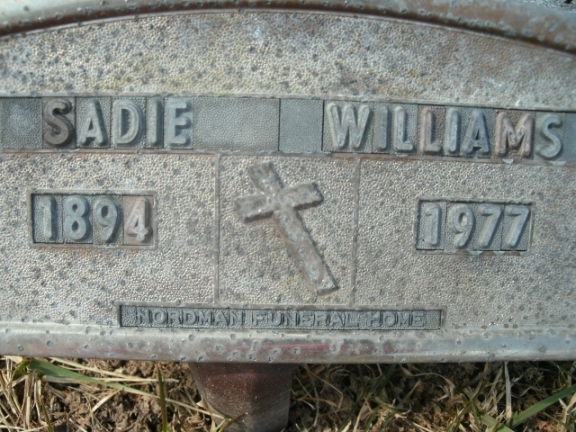 SADIE WILLIAMS
1894 1977
NORDMAN FUNERAL HOME